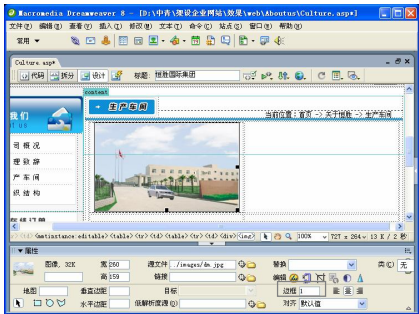 Macromedia Dreamweaver 8 - [D:\中青\架设企业网站\效果\web\Aboutus\Culture.asp*]
文件(F) 编辑(E) 查看(V) 插入(I) 修改(M) 文本(T) 命令(C) 站点(S) 窗口(W) 帮助(H)
常用
Culture.asp*
代码 拆分 设计 标题: 恒胜国际集团
content
我们
生产车间
当前位置：首页 -> 关于恒胜 -> 生产车间
司概况
理致辞
产车间
织结构
<mmtinstance:editable><table><tr><td><table><tr><td><div><img> 100% 727 x 264 13 K / 2 秒
属性
图像, 32K 宽 260 源文件 ../images/dm.jpg 替换 类(C) 无
高 159 链接 编辑
地图 垂直边距 目标 边框 1
水平边距 低解析度源(O) 对齐 默认值